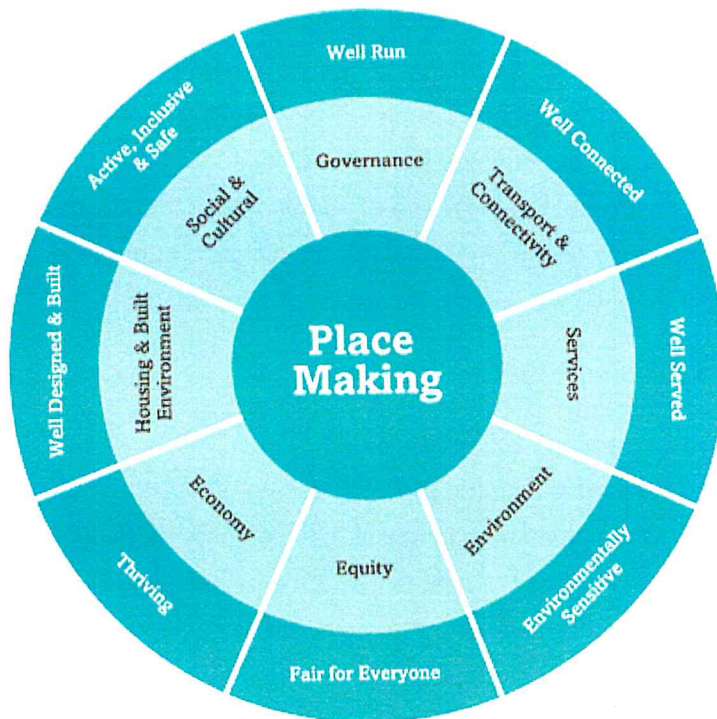 Well Run
Governance
Well Connected
Transport &
Connectivity
Well Served
Services
Environmentally
Sensitive
Environment
Fair for Everyone
Equity
Thriving
Economy
Well Designed & Built
Housing & Built
Environment
Active, Inclusive
& Safe
Social &
Cultural
Place
Making